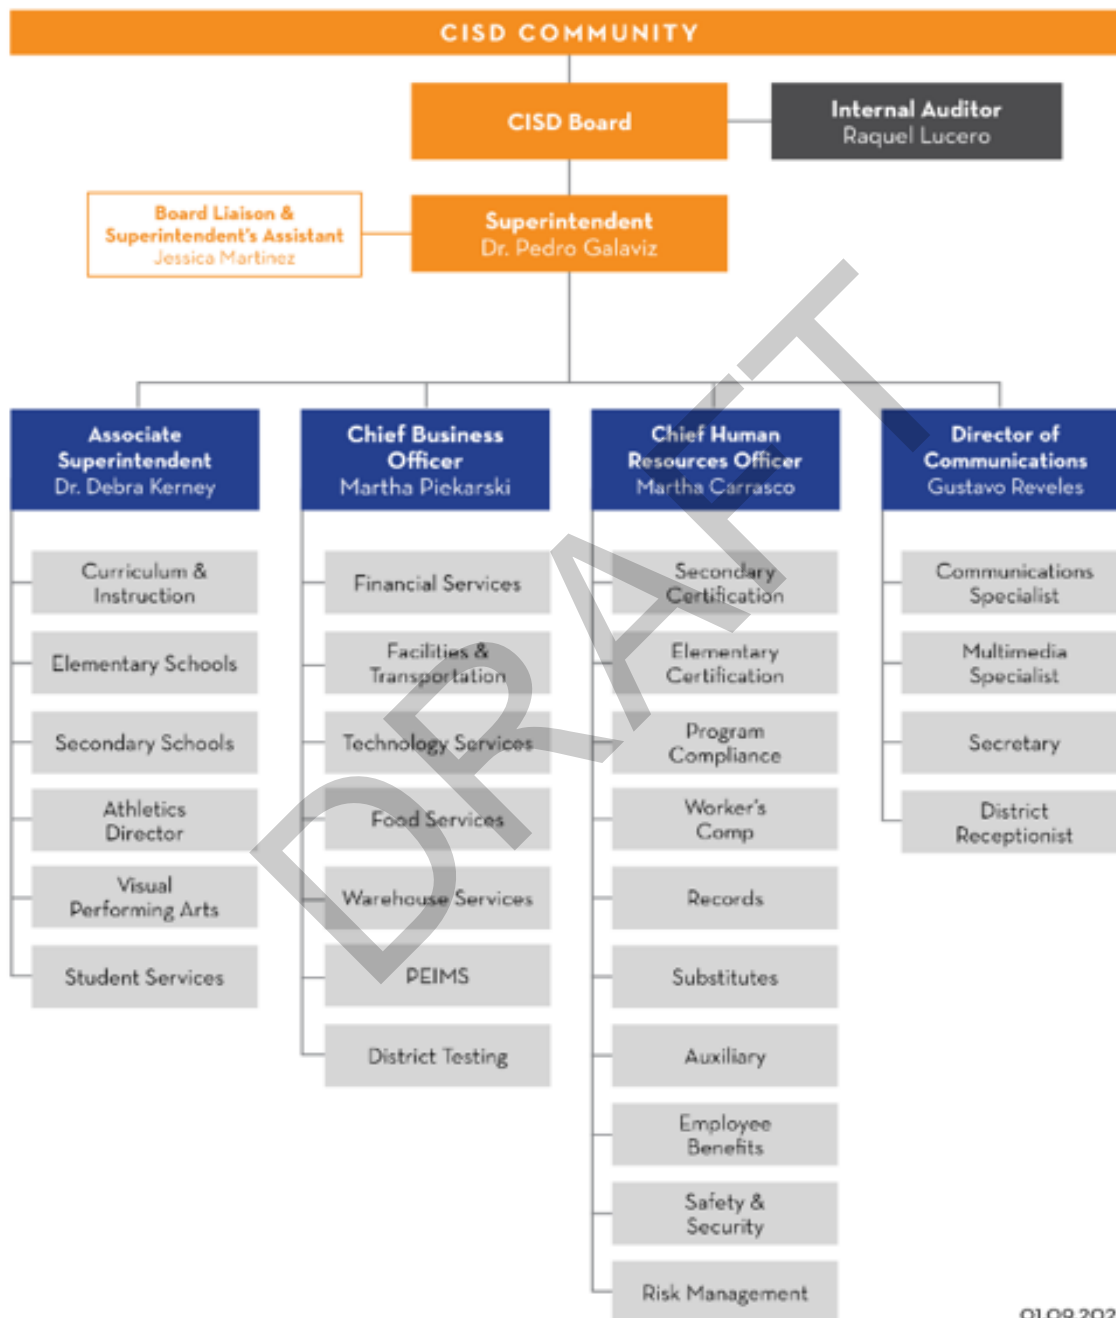 CISD COMMUNITY
CISD Board
Internal Auditor
Raquel Lucero
Board Liaison &
Superintendent's Assistant
Jessica Martinez
Superintendent
Dr. Pedro Galaviz
Associate
Superintendent
Dr. Debra Kerney
Curriculum &
Instruction
Elementary Schools
Secondary Schools
Athletics
Director
Visual
Performing Arts
Student Services
Chief Business
Officer
Martha Piekarski
Financial Services
Facilities &
Transportation
Technology Services
Food Services
Warehouse Services
PEIMS
District Testing
Chief Human
Resources Officer
Martha Carrasco
Secondary
Certification
Elementary
Certification
Program
Compliance
Worker's
Comp
Records
Substitutes
Auxiliary
Employee
Benefits
Safety &
Security
Risk Management
Director of
Communications
Gustavo Reveles
Communications
Specialist
Multimedia
Specialist
Secretary
District
Receptionist
DRAFT